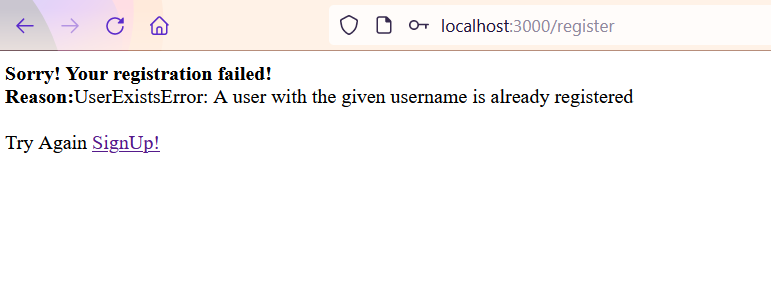 localhost:3000/register
Sorry! Your registration failed!
Reason:UserExistsError: A user with the given username is already registered
Try Again SignUp!